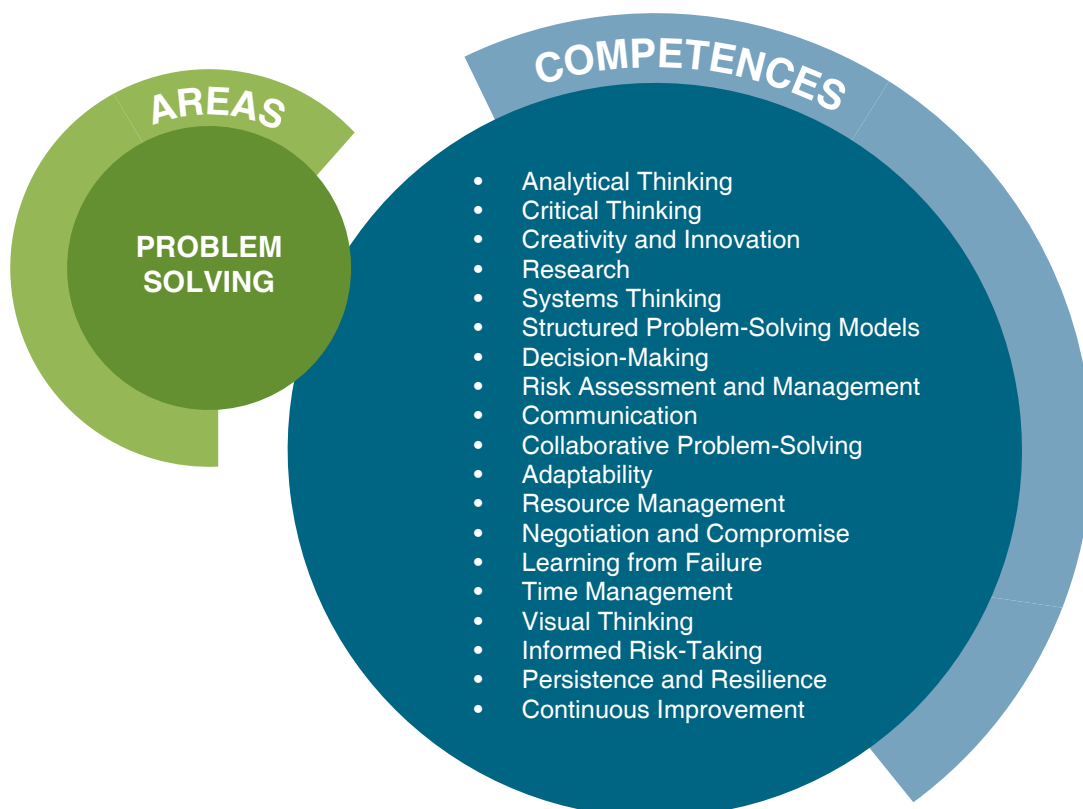 AREAS
PROBLEM
SOLVING
COMPETENCES
• Analytical Thinking
• Critical Thinking
• Creativity and Innovation
• Research
• Systems Thinking
• Structured Problem-Solving Models
• Decision-Making
• Risk Assessment and Management
• Communication
• Collaborative Problem-Solving
• Adaptability
• Resource Management
• Negotiation and Compromise
• Learning from Failure
• Time Management
• Visual Thinking
• Informed Risk-Taking
• Persistence and Resilience
• Continuous Improvement